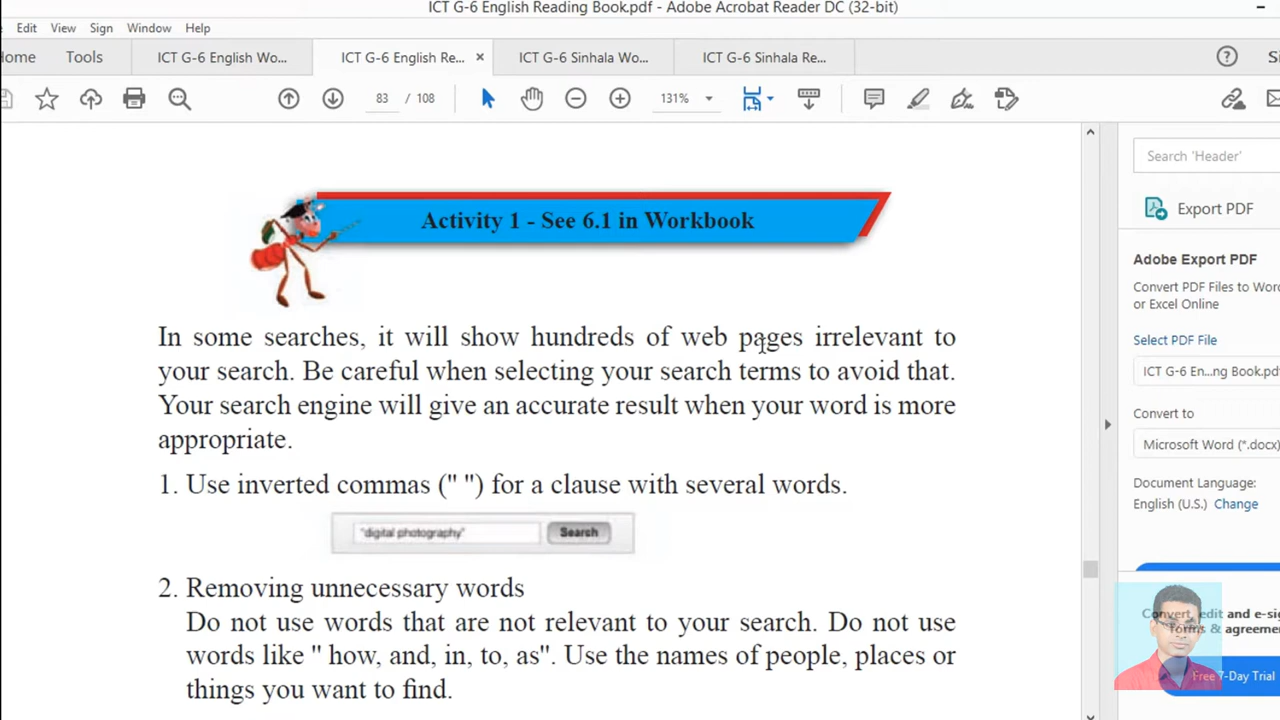 ICT G-6 English Reading Book.pdf - Adobe Acrobat Reader DC (32-bit)
Edit View Sign Window Help
ome Tools ICT G-6 English Wo... ICT G-6 English Re... × ICT G-6 Sinhala Wo... ICT G-6 Sinhala Re... Si
83 / 108 131%
Search 'Header'
Activity 1 - See 6.1 in Workbook
Export PDF
Adobe Export PDF
Convert PDF Files to Word
or Excel Online
Select PDF File
ICT G-6 En...ng Book.pdf
Convert to
Microsoft Word (*.docx)
Document Language:
English (U.S.) Change
In some searches, it will show hundreds of web pages irrelevant to
your search. Be careful when selecting your search terms to avoid that.
Your search engine will give an accurate result when your word is more
appropriate.
1. Use inverted commas (" ") for a clause with several words.
"digital photography" Search
2. Removing unnecessary words
Do not use words that are not relevant to your search. Do not use
words like " how, and, in, to, as". Use the names of people, places or
things you want to find.
Convert, edit and e-si
forms & agreeme
Free 7-Day Trial